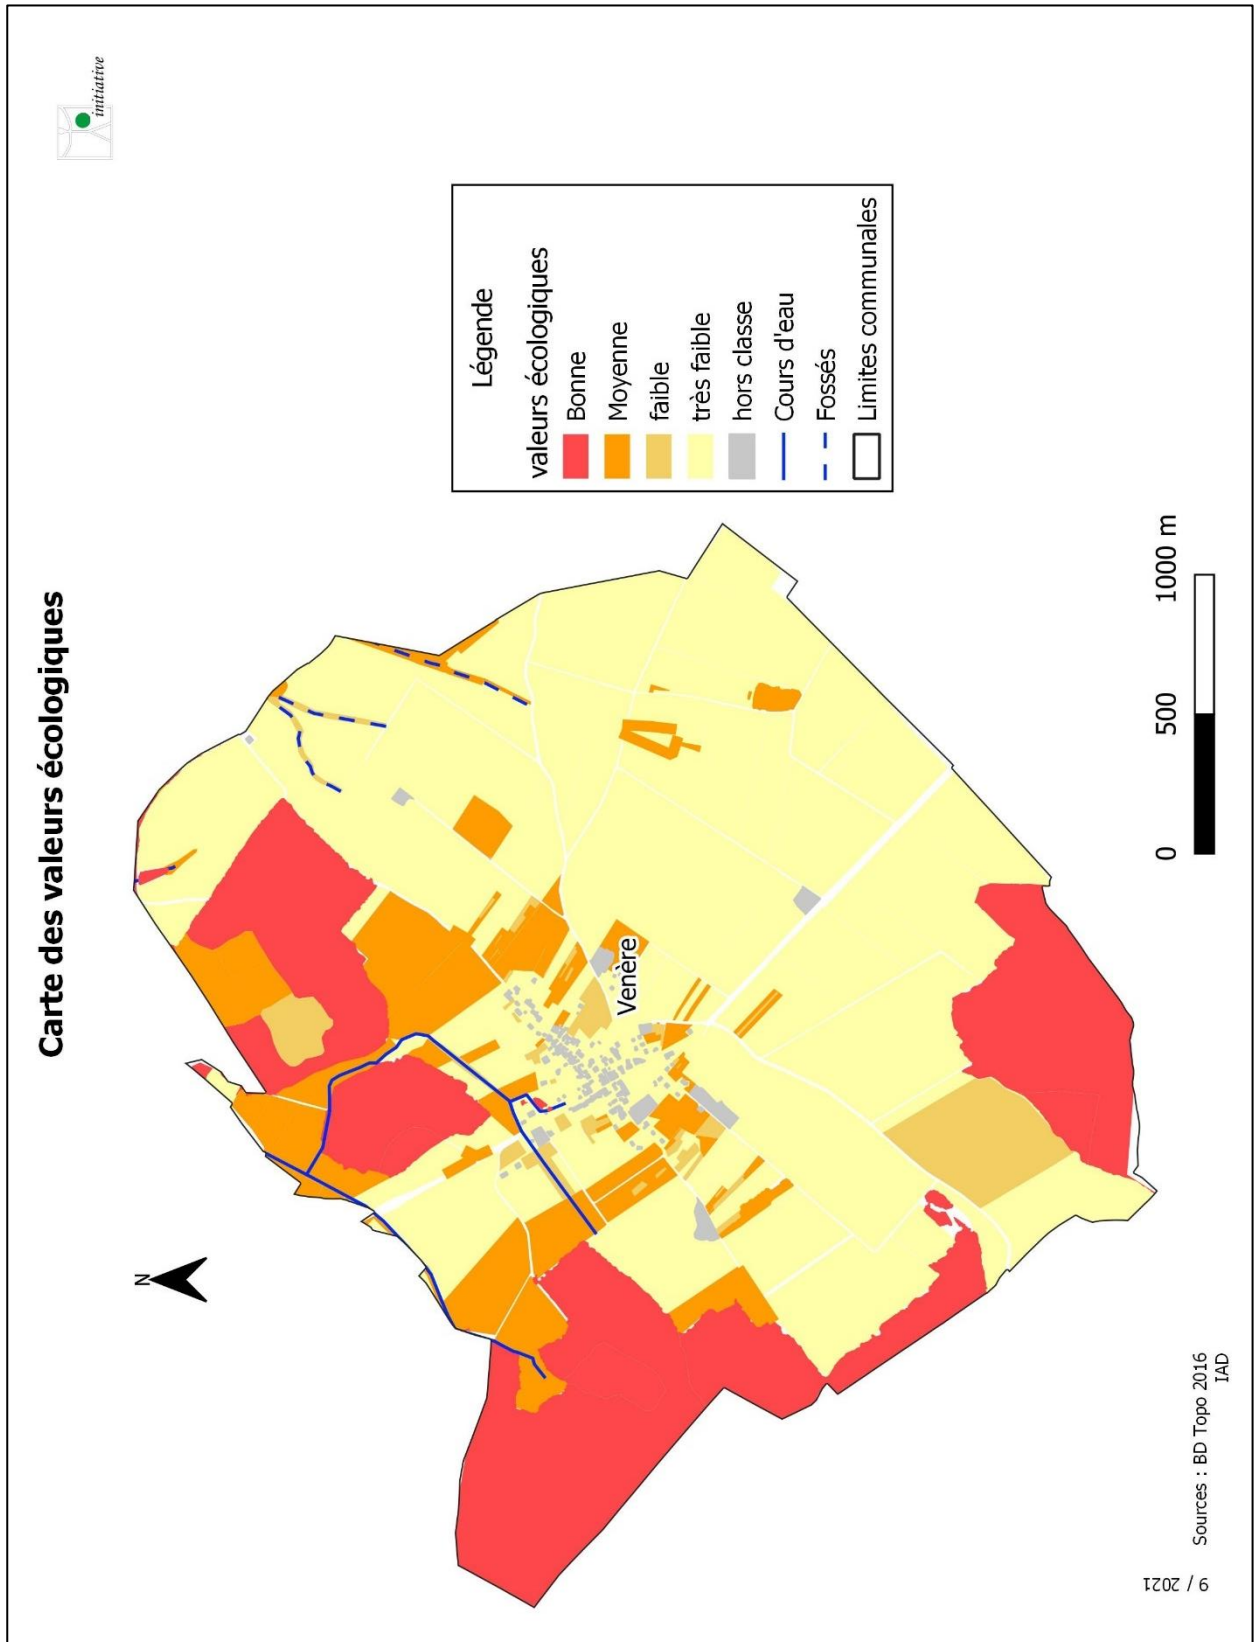 Carte des valeurs écologiques
initiative
N
Venère
Légende
valeurs écologiques
Bonne
Moyenne
faible
très faible
hors classe
Cours d'eau
Fossés
Limites communales
0 500 1000 m
Sources : BD Topo 2016
IAD
9 / 2021